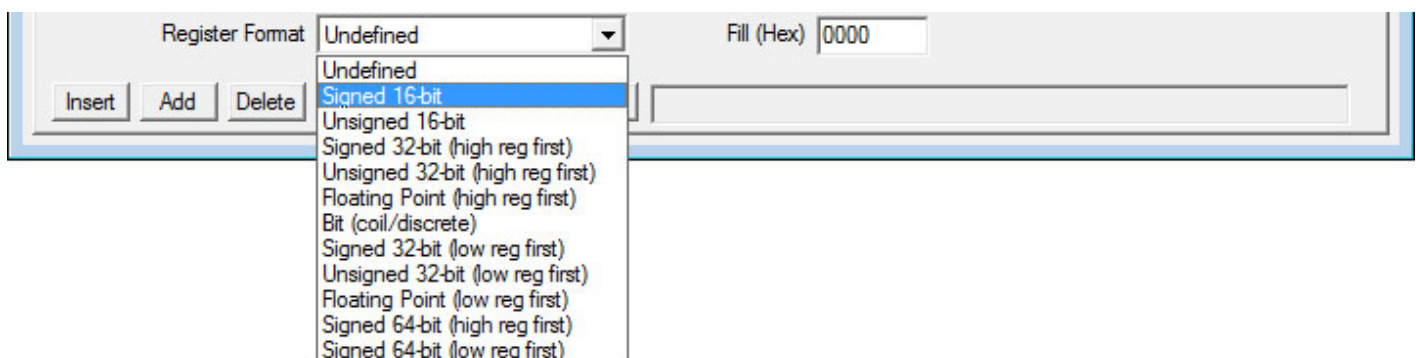 Register Format Undefined Fill (Hex) 0000
Undefined
Insert Add Delete Signed 16-bit
Unsigned 16-bit
Signed 32-bit (high reg first)
Unsigned 32-bit (high reg first)
Floating Point (high reg first)
Bit (coil/discrete)
Signed 32-bit (low reg first)
Unsigned 32-bit (low reg first)
Floating Point (low reg first)
Signed 64-bit (high reg first)
Signed 64-bit (low reg first)